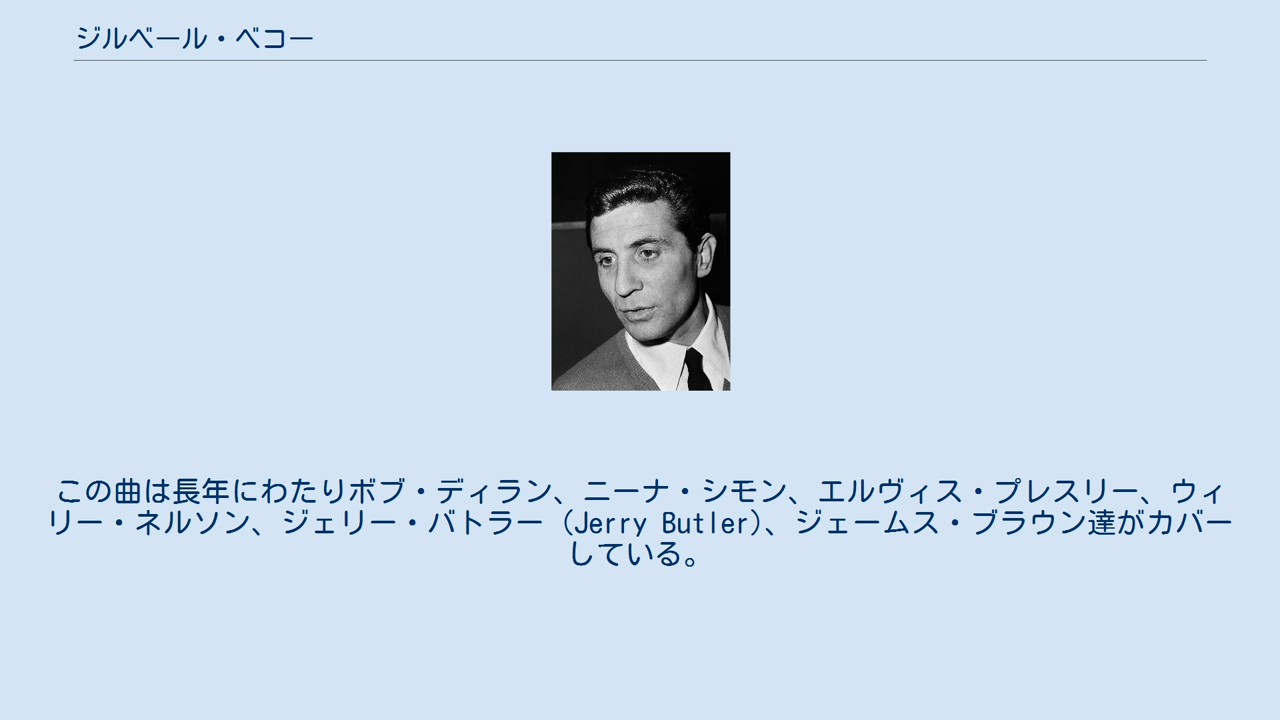 ジルベール・ベコー
この曲は長年にわたりボブ・ディラン、ニーナ・シモン、エルヴィス・プレスリー、ウィ
リー・ネルソン、ジェリー・バトラー (Jerry Butler)、ジェームス・ブラウン達がカバー
している。